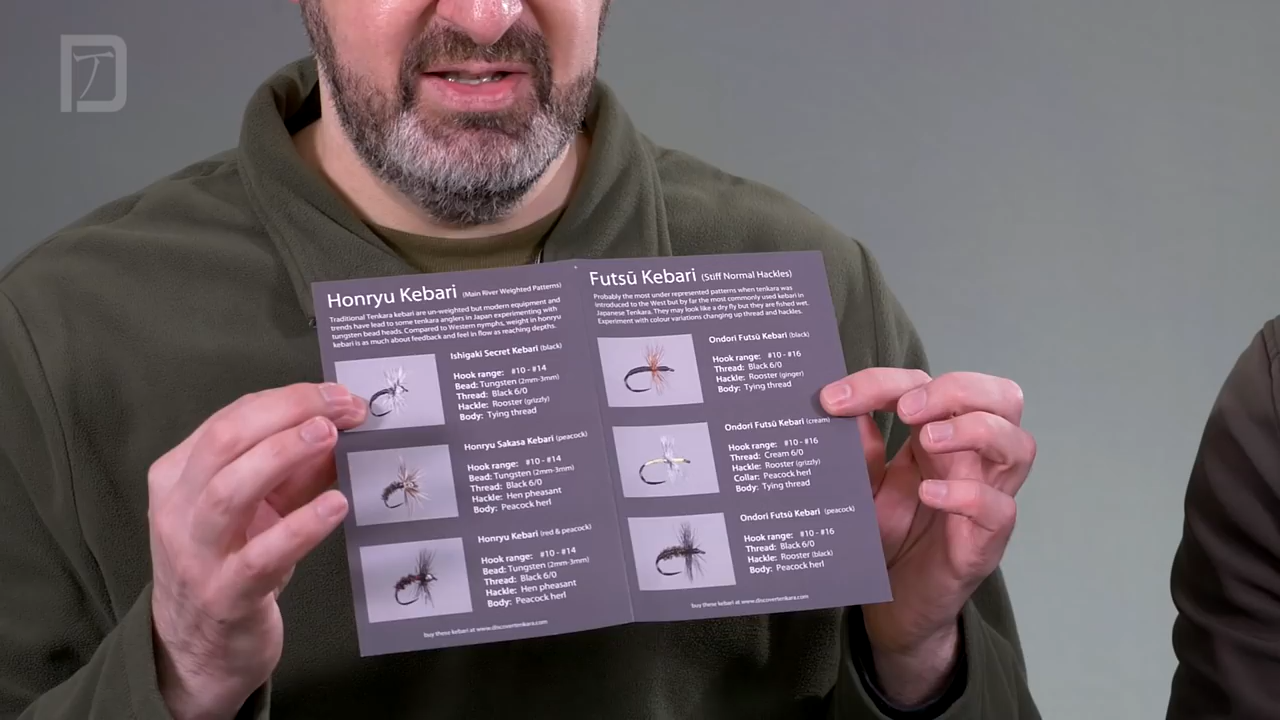 Honryu Kebari (Main River Weighted Patterns)
Traditional Tenkara kebari are un-weighted but modern equipment and
trends have lead to some tenkara anglers in Japan experimenting with
tungsten bead heads. Compared to Western nymphs, weight in honryu
kebari is as much about feedback and feel in flow as reaching depths.
Ishigaki Secret Kebari (black)
Hook range: #10 - #14
Bead: Tungsten (2mm-3mm)
Thread: Black 6/0
Hackle: Rooster (grizzly)
Body: Tying thread
Honryu Sakasa Kebari (peacock)
Hook range: #10 - #14
Bead: Tungsten (2mm-3mm)
Thread: Black 6/0
Hackle: Hen pheasant
Body: Peacock herl
Honryu Kebari (red & peacock)
Hook range: #10 - #14
Bead: Tungsten (2mm-3mm)
Thread: Black 6/0
Hackle: Hen pheasant
Body: Peacock herl
buy these kebari at www.discovertenkara.com
Futsū Kebari (Stiff Normal Hackles)
Probably the most under represented patterns when tenkara was
introduced to the West but by far the most commonly used kebari in
Japanese Tenkara. They may look like a dry fly but they are fished wet.
Experiment with colour variations changing up thread and hackles.
Ondori Futsū Kebari (black)
Hook range: #10 - #16
Thread: Black 6/0
Hackle: Rooster (ginger)
Body: Tying thread
Ondori Futsū Kebari (cream)
Hook range: #10 - #16
Thread: Cream 6/0
Hackle: Rooster (grizzly)
Collar: Peacock herl
Body: Tying thread
Ondori Futsū Kebari (peacock)
Hook range: #10 - #16
Thread: Black 6/0
Hackle: Rooster (black)
Body: Peacock herl
buy these kebari at www.discovertenkara.com